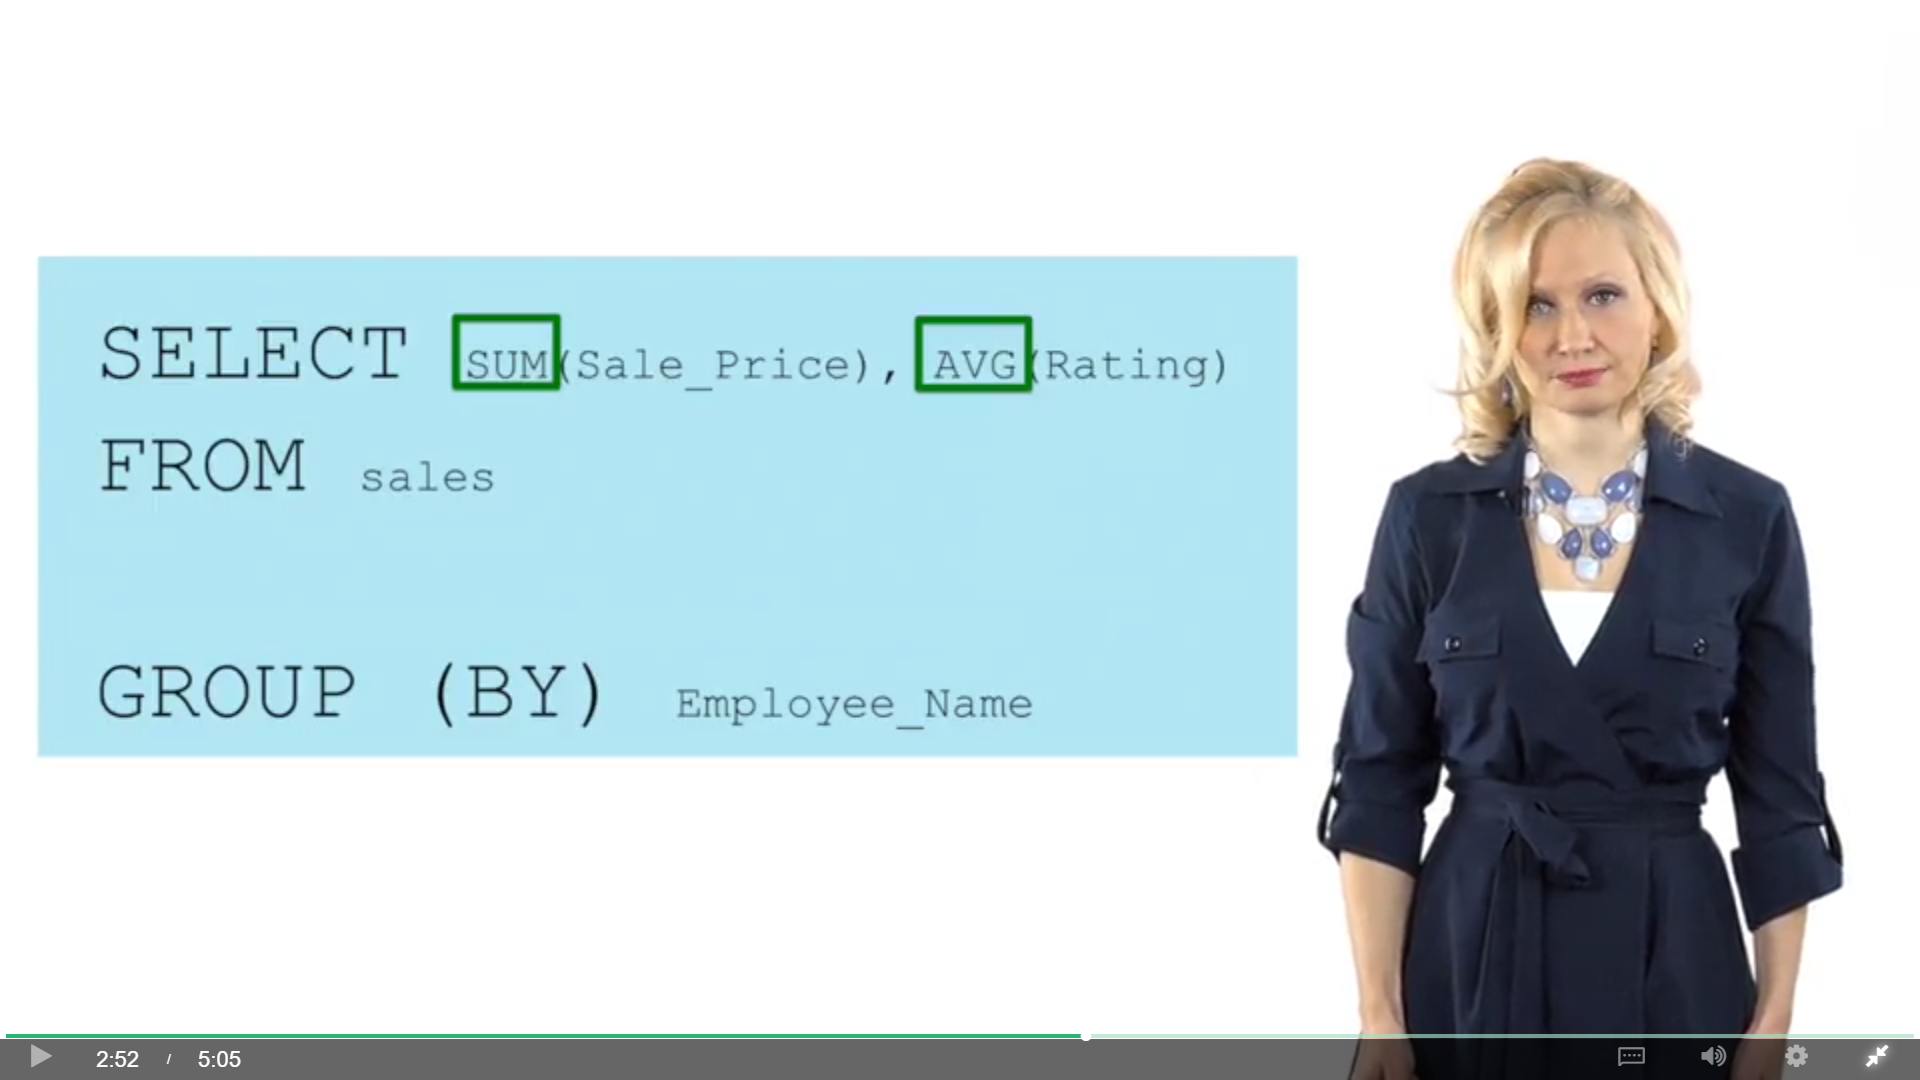 SELECT SUM(Sale_Price), AVG(Rating)
FROM sales
GROUP (BY) Employee_Name
2:52 / 5:05